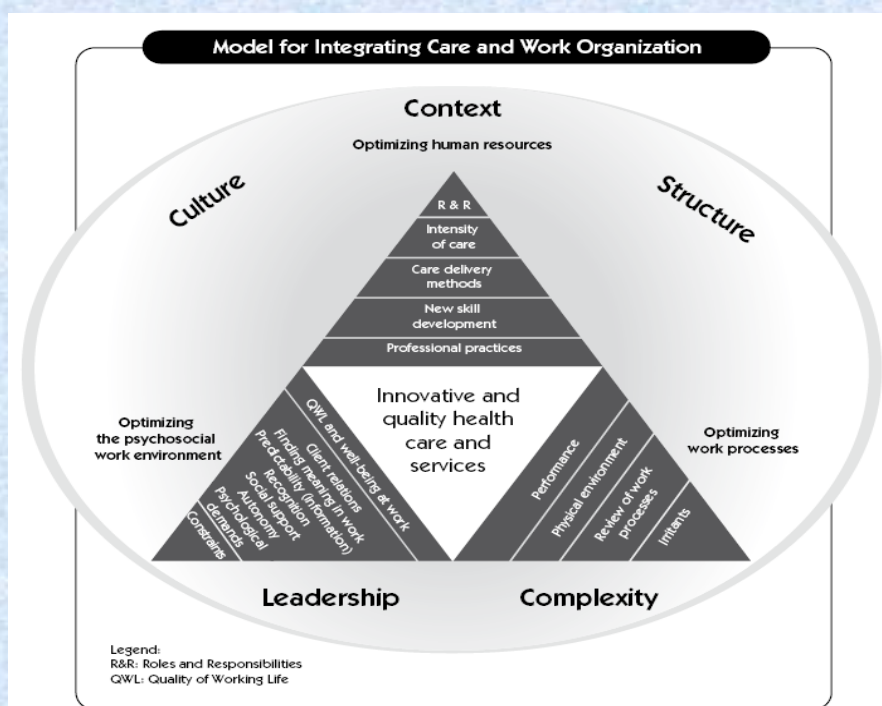 Model for Integrating Care and Work Organization
Context
Optimizing human resources
Culture
Structure
R & R
Intensity
of care
Care delivery
methods
New skill
development
Professional practices
Innovative and
quality health
care and
services
Optimizing
the psychosocial
work environment
QWL and well-being at work
Client relations
Finding meaning in work
Predictability (information)
Recognition
Social support
Autonomy
Psychological
demands
Constraints
Optimizing
work processes
Performance
Physical environment
Review of work
processes
Irritants
Leadership
Complexity
Legend:
R&R: Roles and Responsibilities
QWL: Quality of Working Life